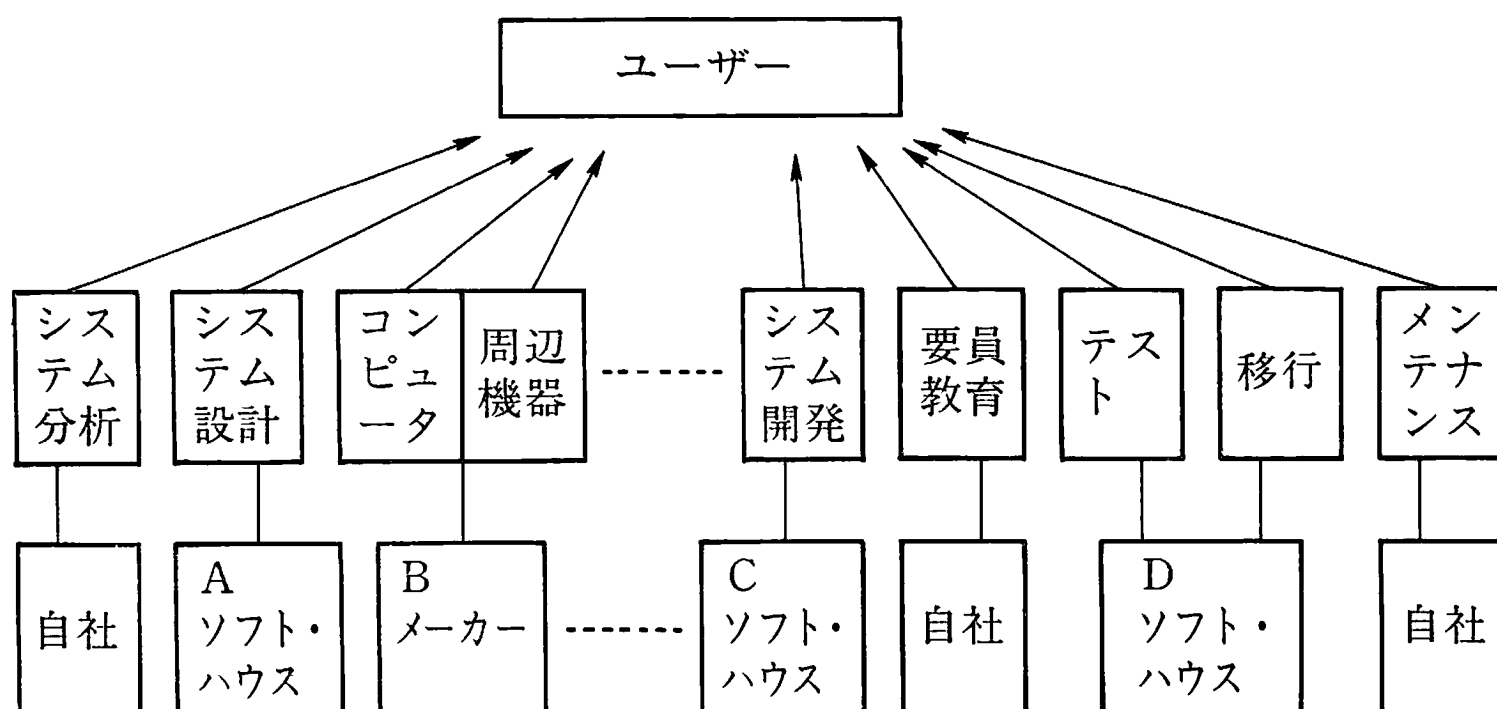 ユーザー
シス
テム
分析
シス
テム
設計
コン
ピュ
ータ
周辺
機器
シス
テム
開発
要員
教育
テス
ト
移行
メン
テナ
ンス
自社
A
ソフト・
ハウス
B
メーカー
C
ソフト・
ハウス
自社
D
ソフト・
ハウス
自社